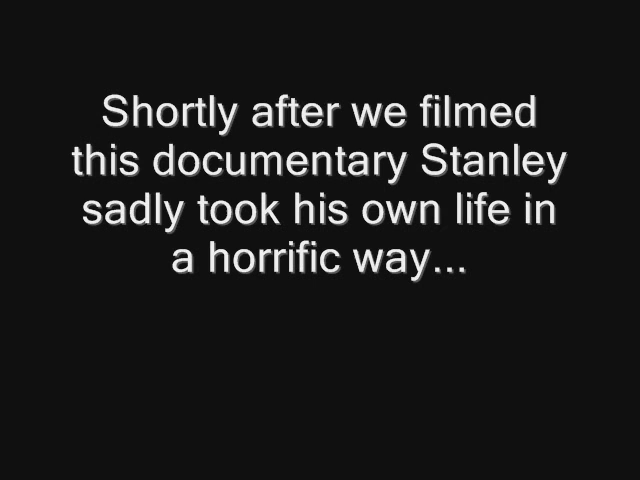 Shortly after we filmed
this documentary Stanley
sadly took his own life in
a horrific way...